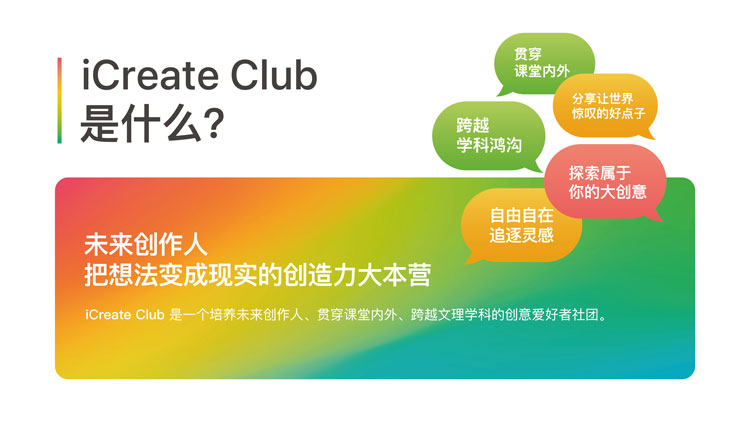 iCreate Club
是什么?
贯穿
课堂内外
分享让世界
惊叹的好点子
跨越
学科鸿沟
探索属于
你的大创意
自由自在
追逐灵感
未来创作人
把想法变成现实的创造力大本营
iCreate Club 是一个培养未来创作人、贯穿课堂内外、跨越文理学科的创意爱好者社团。